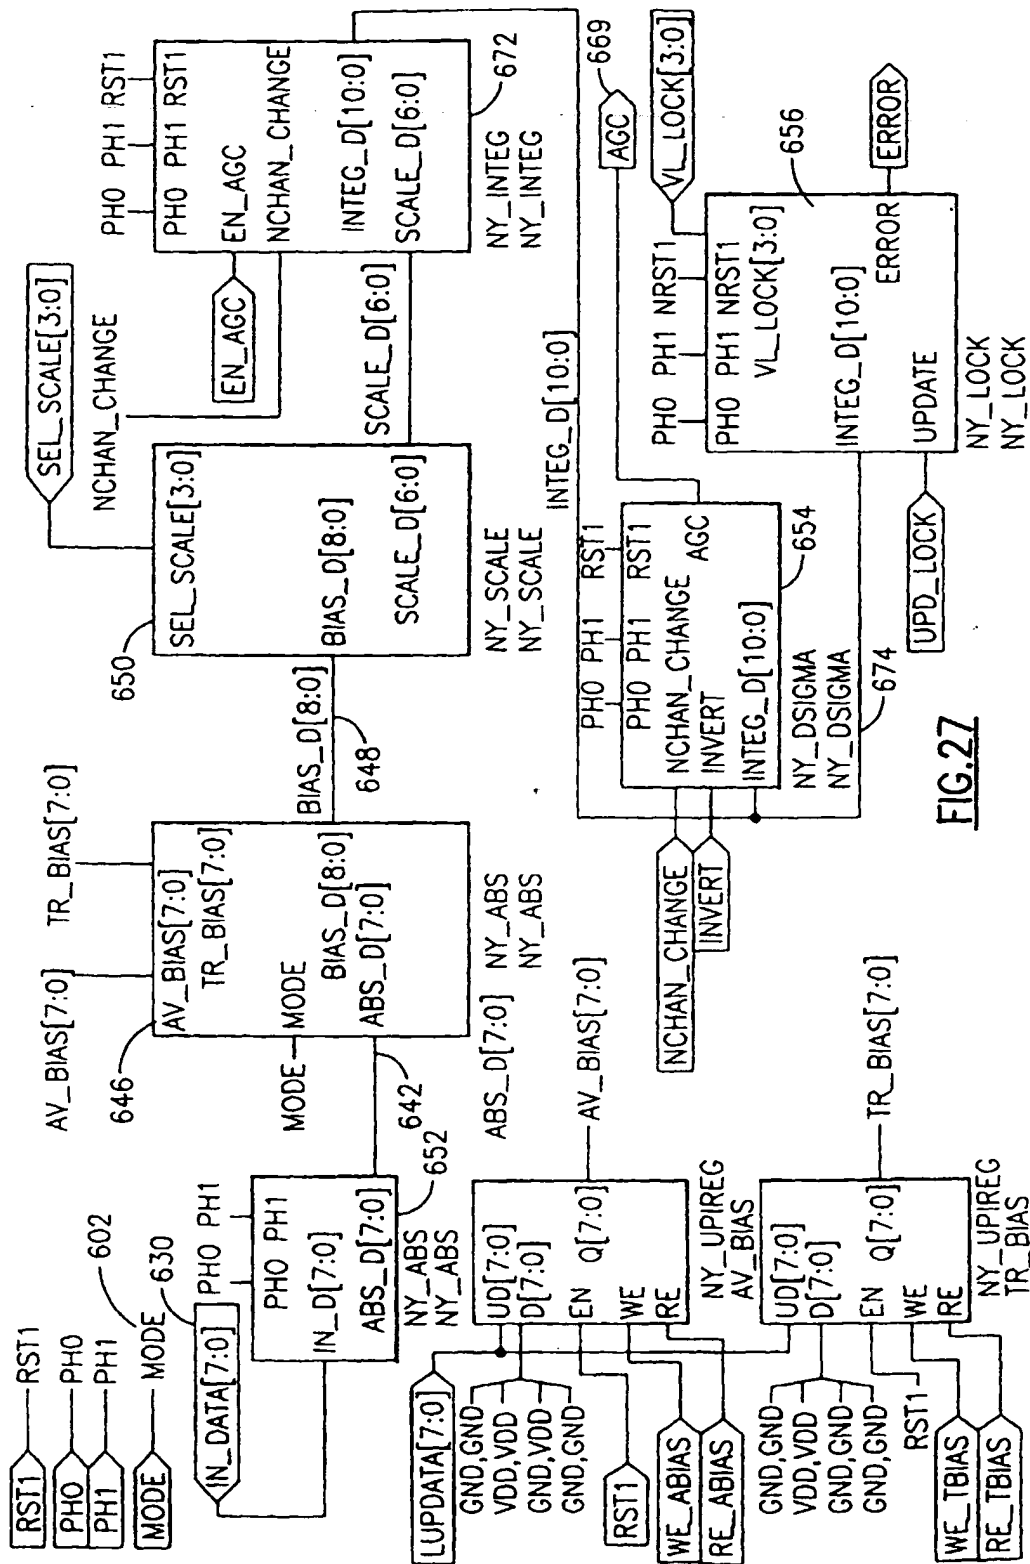 RST1
RST1
PH0
PH0
PH1
PH1
MODE
MODE
602
630
IN_DATA[7:0]
PH0 PH1
PH0 PH1
IN_D[7:0]
ABS_D[7:0]
NY_ABS
NY_ABS
652
642
646
AV_BIAS[7:0]
TR_BIAS[7:0]
AV_BIAS[7:0]
TR_BIAS[7:0]
MODE
MODE
BIAS_D[8:0]
ABS_D[7:0]
NY_ABS
NY_ABS
ABS_D[7:0]
BIAS_D[8:0]
648
650
SEL_SCALE[3:0]
NCHAN_CHANGE
SEL_SCALE[3:0]
BIAS_D[8:0]
SCALE_D[6:0]
NY_SCALE
NY_SCALE
EN_AGC
SCALE_D[6:0]
PH0 PH1 RST1
PH0 PH1 RST1
EN_AGC
NCHAN_CHANGE
INTEG_D[10:0]
SCALE_D[6:0]
672
NY_INTEG
NY_INTEG
LUPDATA[7:0]
GND,GND
VDD,VDD
GND,VDD
GND,GND
RST1
WE_ABIAS
RE_ABIAS
UD[7:0]
D[7:0]
EN
Q[7:0]
WE
RE
NY_UPIREG
AV_BIAS
AV_BIAS[7:0]
GND,GND
VDD,VDD
GND,GND
GND,GND
RST1
WE_TBIAS
RE_TBIAS
UD[7:0]
D[7:0]
EN
Q[7:0]
WE
RE
NY_UPIREG
TR_BIAS
TR_BIAS[7:0]
NCHAN_CHANGE
INVERT
INTEG_D[10:0]
PH0 PH1 RST1
PH0 PH1 RST1
NCHAN_CHANGE
AGC
INVERT
INTEG_D[10:0]
NY_DSIGMA
NY_DSIGMA
654
674
AGC
669
VL_LOCK[3:0]
PH0 PH1 NRST1
PH0 PH1 NRST1
VL_LOCK[3:0]
INTEG_D[10:0]
ERROR
UPDATE
656
ERROR
NY_LOCK
NY_LOCK
UPD_LOCK
FIG.27